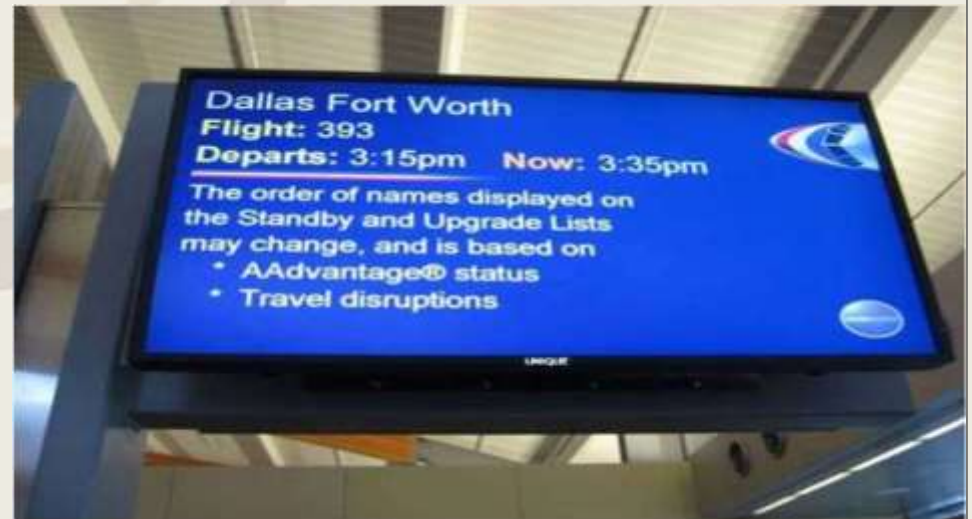 Dallas Fort Worth
Flight: 393
Departs: 3:15pm Now: 3:35pm
The order of names displayed on
the Standby and Upgrade Lists
may change, and is based on
* AAdvantage® status
* Travel disruptions
UNIQUE